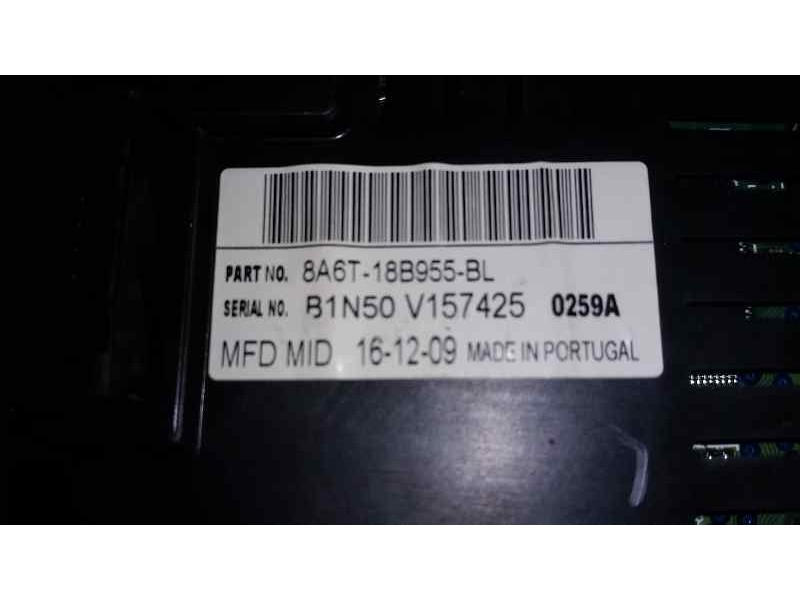 PART NO. 8A6T-18B955-BL
SERIAL NO. B1N50 V157425 0259A
MFD MID 16-12-09 MADE IN PORTUGAL